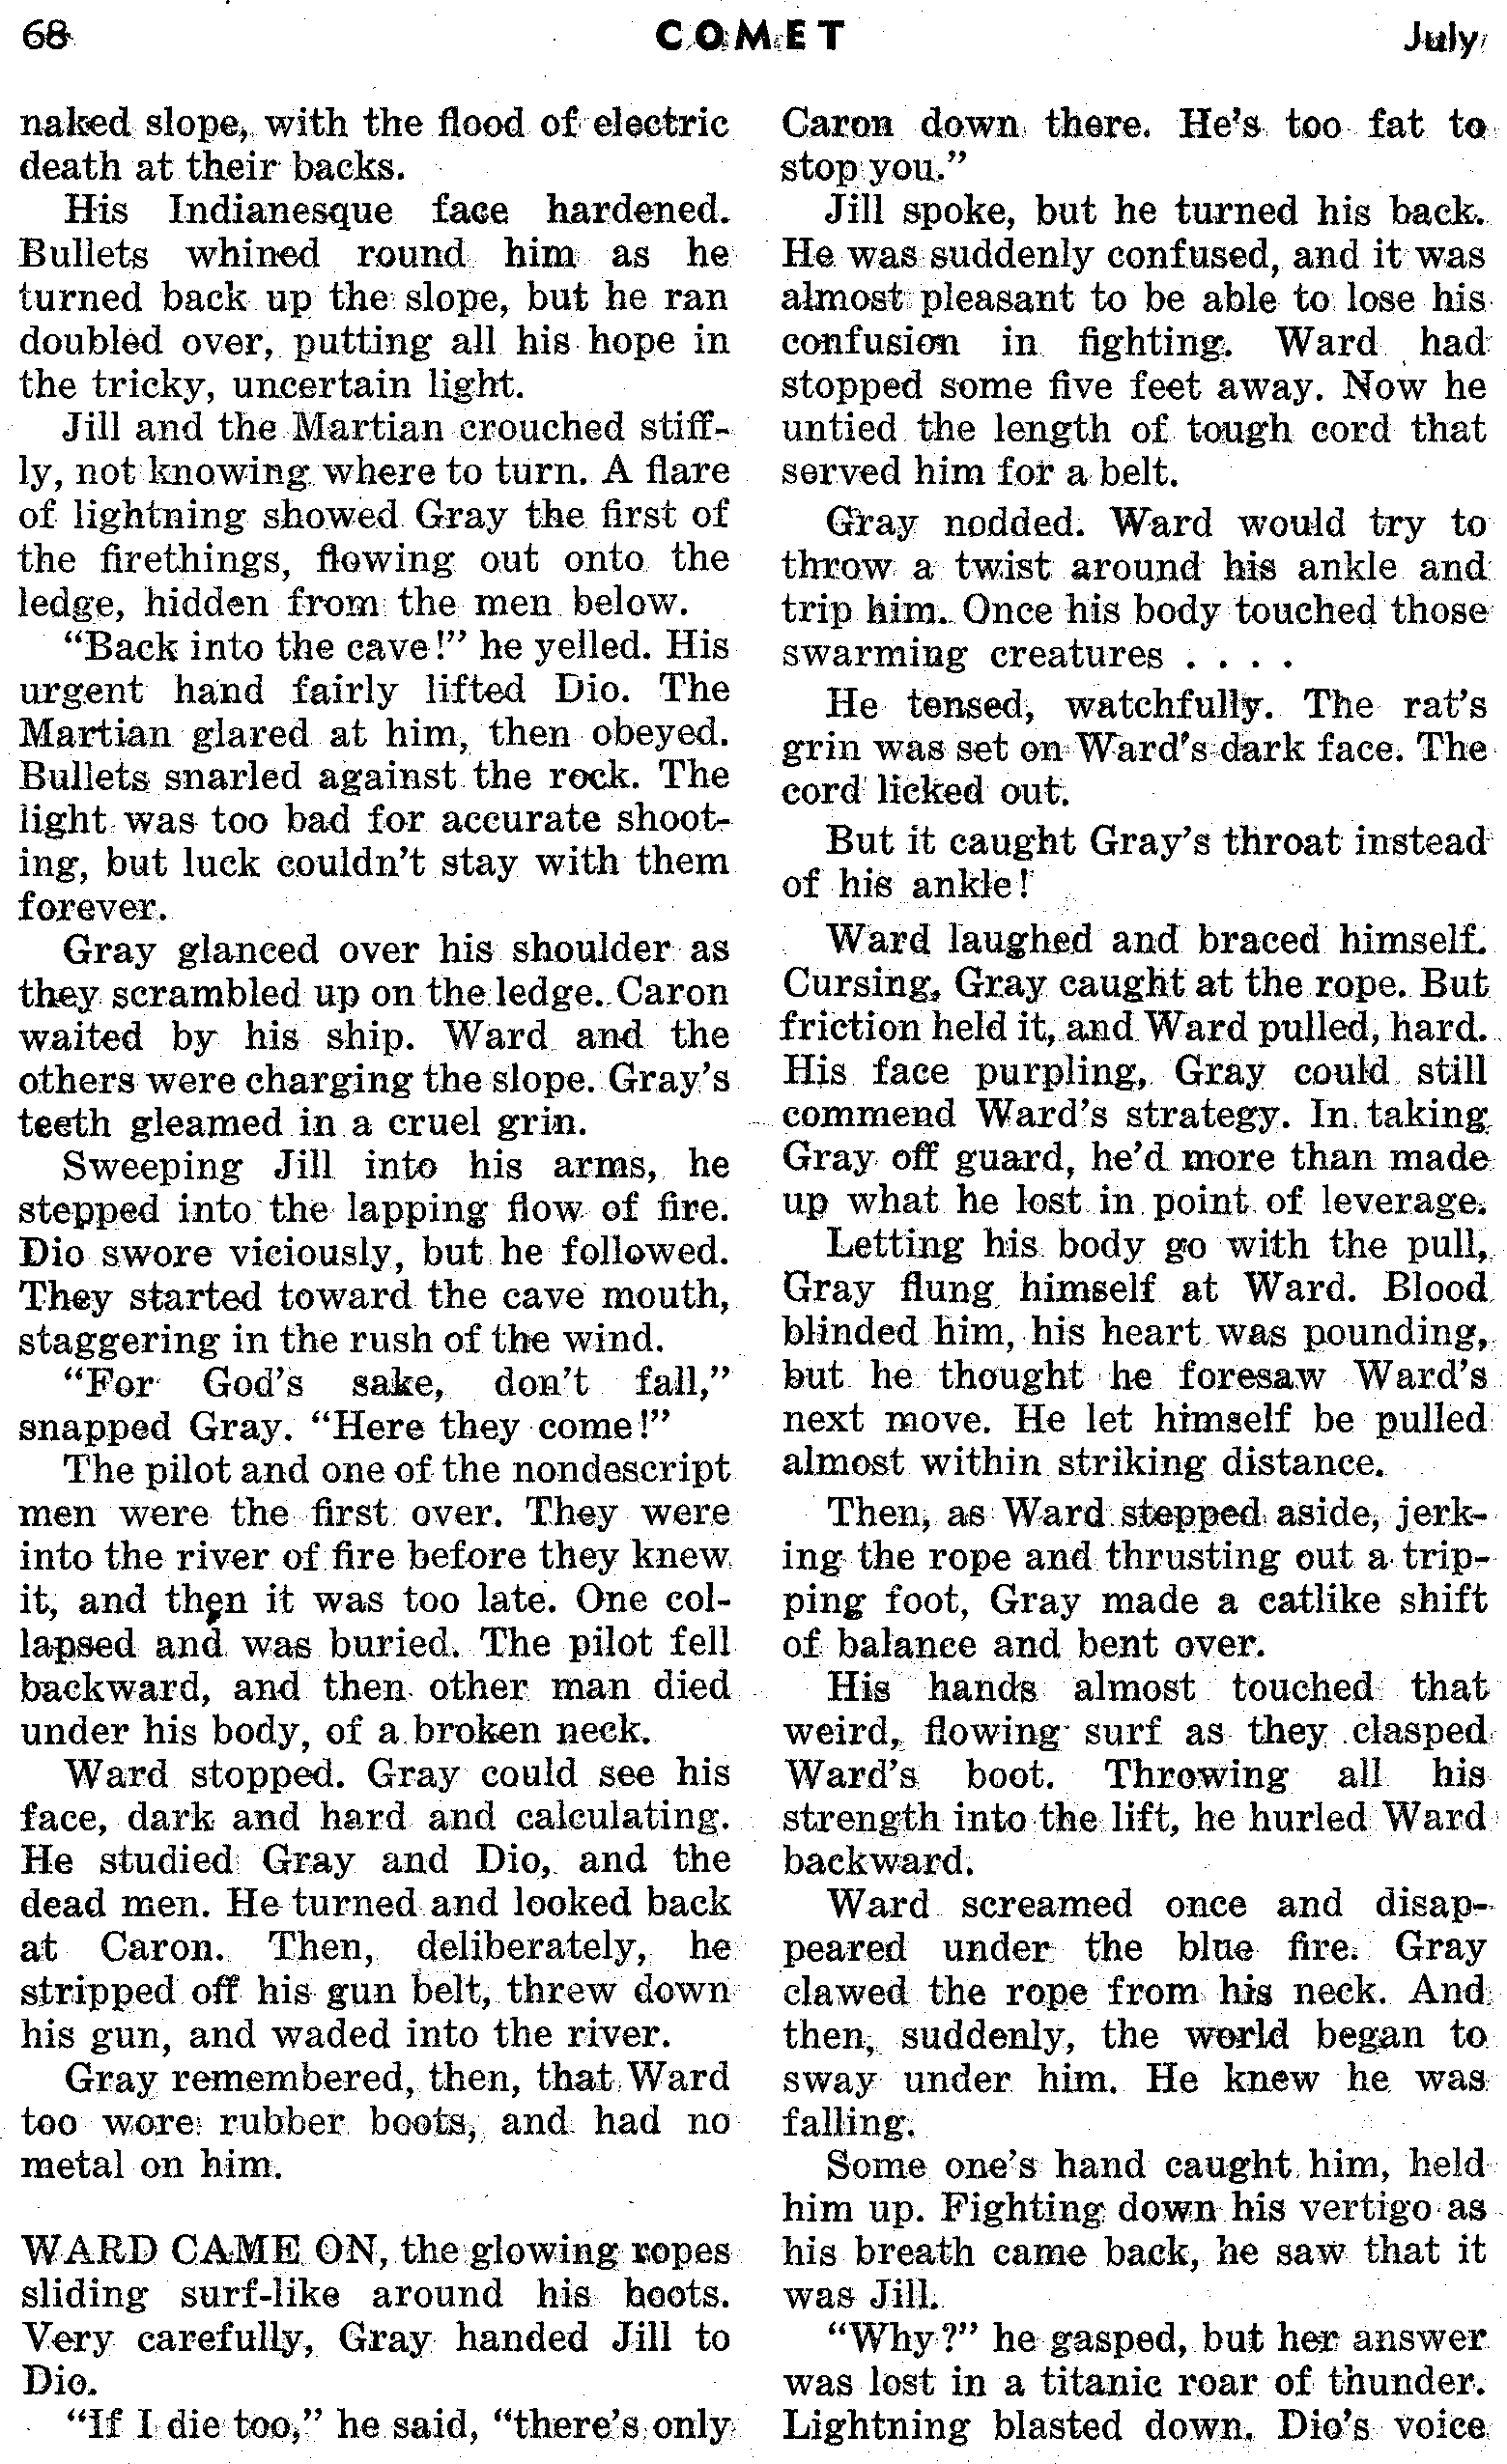 68 COMET July
naked slope, with the flood of electric
death at their backs.
His Indianesque face hardened.
Bullets whined round him as he
turned back up the slope, but he ran
doubled over, putting all his hope in
the tricky, uncertain light.
Jill and the Martian crouched stiff-
ly, not knowing where to turn. A flare
of lightning showed Gray the first of
the firethings, flowing out onto the
ledge, hidden from the men below.
“Back into the cave!” he yelled. His
urgent hand fairly lifted Dio. The
Martian glared at him, then obeyed.
Bullets snarled against the rock. The
light was too bad for accurate shoot-
ing, but luck couldn’t stay with them
forever.
Gray glanced over his shoulder as
they scrambled up on the ledge. Caron
waited by his ship. Ward and the
others were charging the slope. Gray’s
teeth gleamed in a cruel grin.
Sweeping Jill into his arms, he
stepped into the lapping flow of fire.
Dio swore viciously, but he followed.
They started toward the cave mouth,
staggering in the rush of the wind.
“For God’s sake, don’t fall,”
snapped Gray. “Here they come!”
The pilot and one of the nondescript
men were the first over. They were
into the river of fire before they knew
it, and then it was too late. One col-
lapsed and was buried. The pilot fell
backward, and then other man died
under his body, of a broken neck.
Ward stopped. Gray could see his
face, dark and hard and calculating.
He studied Gray and Dio, and the
dead men. He turned and looked back
at Caron. Then, deliberately, he
stripped off his gun belt, threw down
his gun, and waded into the river.
Gray remembered, then, that Ward
too wore rubber boots, and had no
metal on him.
WARD CAME ON, the glowing ropes
sliding surf-like around his boots.
Very carefully, Gray handed Jill to
Dio.
“If I die too,” he said, “there’s only
Caron down there. He’s too fat to
stop you.”
Jill spoke, but he turned his back.
He was suddenly confused, and it was
almost pleasant to be able to lose his
confusion in fighting. Ward had
stopped some five feet away. Now he
untied the length of tough cord that
served him for a belt.
Gray nodded. Ward would try to
throw a twist around his ankle and
trip him. Once his body touched those
swarming creatures . . . .
He tensed, watchfully. The rat’s
grin was set on Ward’s dark face. The
cord licked out.
But it caught Gray’s throat instead
of his ankle!
Ward laughed and braced himself.
Cursing, Gray caught at the rope. But
friction held it, and Ward pulled, hard.
His face purpling, Gray could still
commend Ward’s strategy. In taking
Gray off guard, he’d more than made
up what he lost in point of leverage.
Letting his body go with the pull,
Gray flung himself at Ward. Blood
blinded him, his heart was pounding,
but he thought he foresaw Ward’s
next move. He let himself be pulled
almost within striking distance.
Then, as Ward stepped aside, jerk-
ing the rope and thrusting out a trip-
ping foot, Gray made a catlike shift
of balance and bent over.
His hands almost touched that
weird, flowing surf as they clasped
Ward’s boot. Throwing all his
strength into the lift, he hurled Ward
backward.
Ward screamed once and disap-
peared under the blue fire. Gray
clawed the rope from his neck. And
then, suddenly, the world began to
sway under him. He knew he was
falling.
Some one’s hand caught him, held
him up. Fighting down his vertigo as
his breath came back, he saw that it
was Jill.
“Why?” he gasped, but her answer
was lost in a titanic roar of thunder.
Lightning blasted down. Dio’s voice